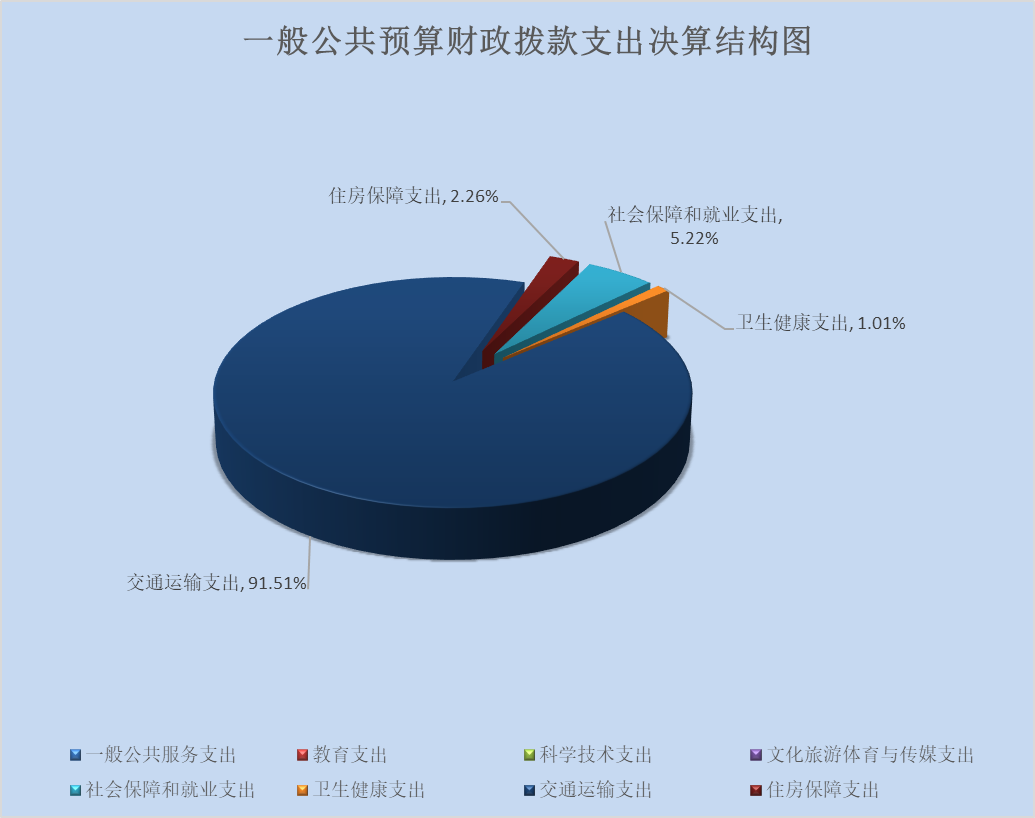 一般公共预算财政拨款支出决算结构图
住房保障支出, 2.26%
社会保障和就业支出,
5.22%
卫生健康支出, 1.01%
交通运输支出, 91.51%
一般公共服务支出
教育支出
科学技术支出
文化旅游体育与传媒支出
社会保障和就业支出
卫生健康支出
交通运输支出
住房保障支出